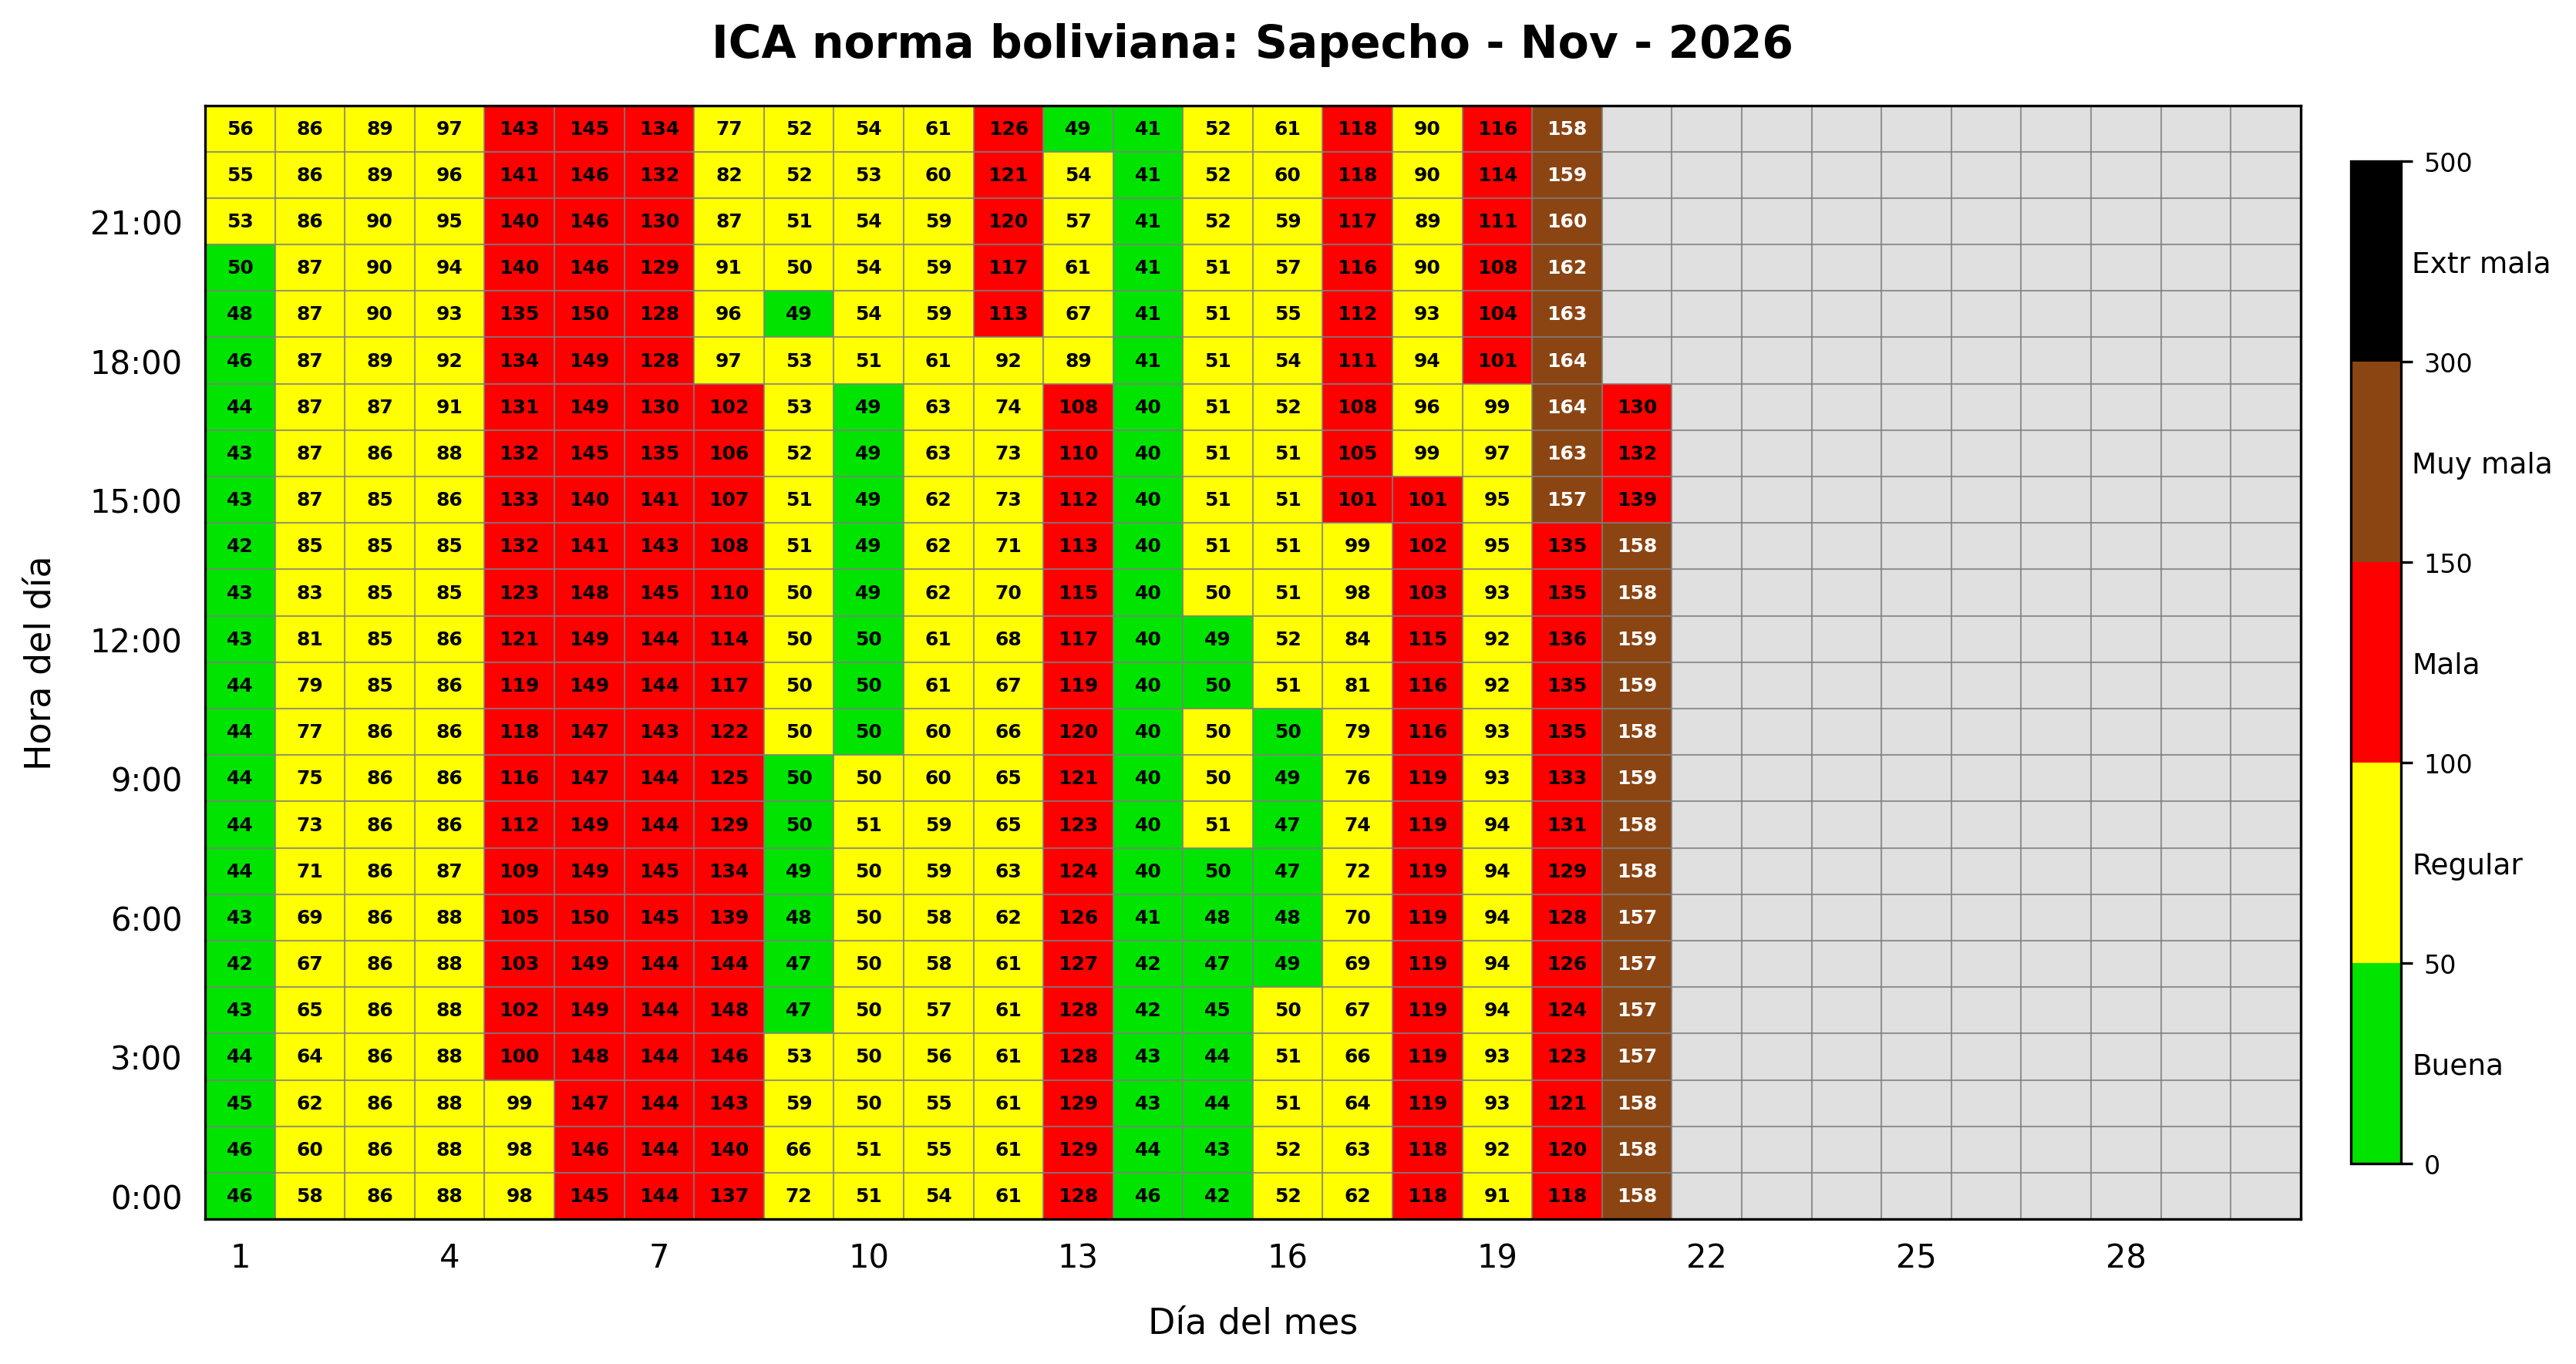 ICA norma boliviana: Sapecho - Nov - 2026
56 86 89 97 143 145 134 77 52 54 61 126 49 41 52 61 118 90 116 158
55 86 89 96 141 146 132 82 52 53 60 121 54 41 52 60 118 90 114 159
21:00 53 86 90 95 140 146 130 87 51 54 59 120 57 41 52 59 117 89 111 160
50 87 90 94 140 146 129 91 50 54 59 117 61 41 51 57 116 90 108 162
48 87 90 93 135 150 128 96 49 54 59 113 67 41 51 55 112 93 104 163
18:00 46 87 89 92 134 149 128 97 53 51 61 92 89 41 51 54 111 94 101 164
44 87 87 91 131 149 130 102 53 49 63 74 108 40 51 52 108 96 99 164 130
43 87 86 88 132 145 135 106 52 49 63 73 110 40 51 51 105 99 97 163 132
15:00 43 87 85 86 133 140 141 107 51 49 62 73 112 40 51 51 101 101 95 157 139
42 85 85 85 132 141 143 108 51 49 62 71 113 40 51 51 99 102 95 135 158
43 83 85 85 123 148 145 110 50 49 62 70 115 40 50 51 98 103 93 135 158
12:00 43 81 85 86 121 149 144 114 50 50 61 68 117 40 49 52 84 115 92 136 159
44 79 85 86 119 149 144 117 50 50 61 67 119 40 50 51 81 116 92 135 159
44 77 86 86 118 147 143 122 50 50 60 66 120 40 50 50 79 116 93 135 158
9:00 44 75 86 86 116 147 144 125 50 50 60 65 121 40 50 49 76 119 93 133 159
44 73 86 86 112 149 144 129 50 51 59 65 123 40 51 47 74 119 94 131 158
44 71 86 87 109 149 145 134 49 50 59 63 124 40 50 47 72 119 94 129 158
6:00 43 69 86 88 105 150 145 139 48 50 58 62 126 41 48 48 70 119 94 128 157
42 67 86 88 103 149 144 144 47 50 58 61 127 42 47 49 69 119 94 126 157
43 65 86 88 102 149 144 148 47 50 57 61 128 42 45 50 67 119 94 124 157
3:00 44 64 86 88 100 148 144 146 53 50 56 61 128 43 44 51 66 119 93 123 157
45 62 86 88 99 147 144 143 59 50 55 61 129 43 44 51 64 119 93 121 158
46 60 86 88 98 146 144 140 66 51 55 61 129 44 43 52 63 118 92 120 158
0:00 46 58 86 88 98 145 144 137 72 51 54 61 128 46 42 52 62 118 91 118 158
1 4 7 10 13 16 19 22 25 28
Día del mes
Hora del día
500
Extr mala
300
Muy mala
150
Mala
100
Regular
50
Buena
0